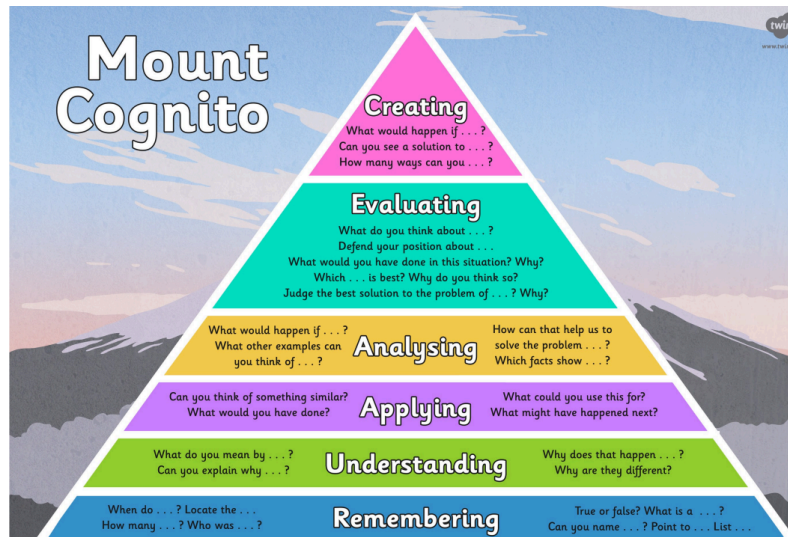 Mount
Cognito
Creating
What would happen if . . . ?
Can you see a solution to . . . ?
How many ways can you . . . ?
Evaluating
What do you think about . . . ?
Defend your position about . . .
What would you have done in this situation? Why?
Which . . . is best? Why do you think so?
Judge the best solution to the problem of . . . ? Why?
What would happen if . . . ?
What other examples can
you think of . . . ?
Analysing
How can that help us to
solve the problem . . . ?
Which facts show . . . ?
Can you think of something similar?
What would you have done?
Applying
What could you use this for?
What might have happened next?
What do you mean by . . . ?
Can you explain why . . . ?
Understanding
Why does that happen . . . ?
Why are they different?
When do . . . ? Locate the . . .
How many . . . ? Who was . . . ?
Remembering
True or false? What is a . . . ?
Can you name . . . ? Point to . . . List . . .